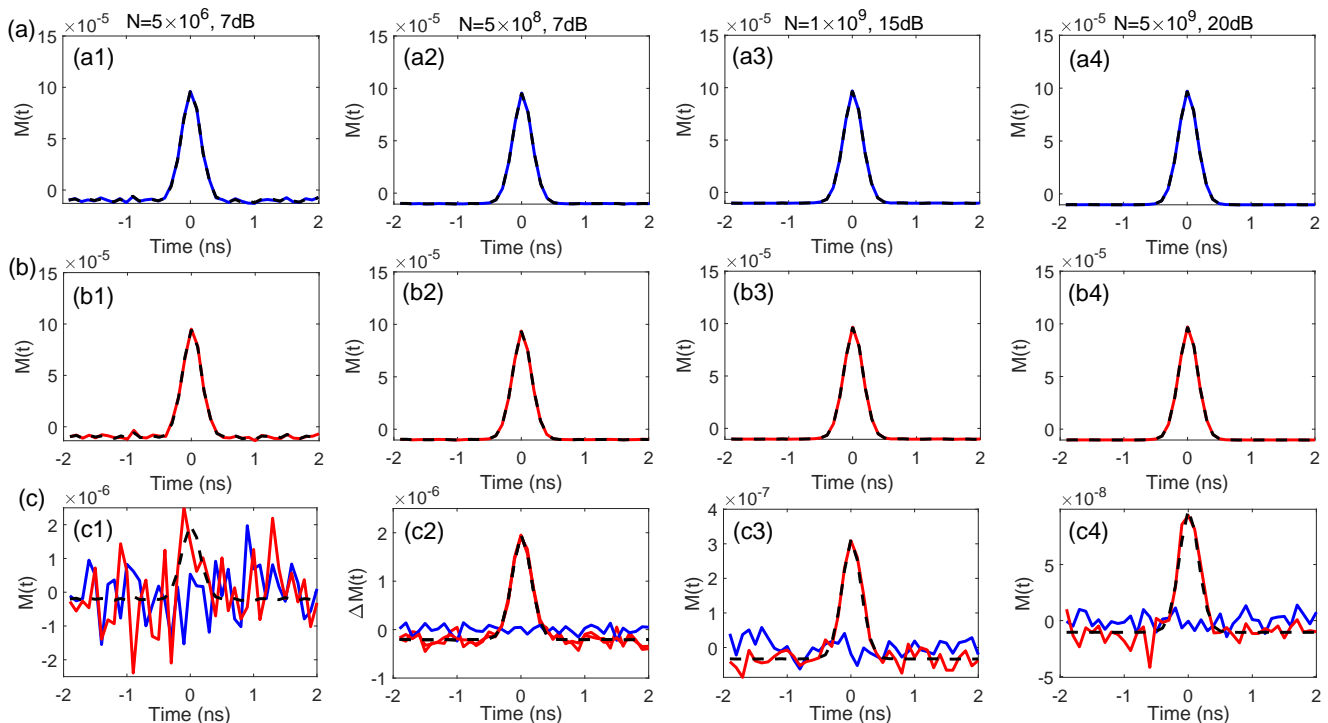 (a)
N=5×10⁶, 7dB
N=5×10⁸, 7dB
N=1×10⁹, 15dB
N=5×10⁹, 20dB
×10⁻⁵
×10⁻⁵
×10⁻⁵
×10⁻⁵
(a1)
(a2)
(a3)
(a4)
15
10
5
0
M(t)
-1
0
1
2
Time (ns)
15
10
5
0
M(t)
-2
-1
0
1
2
Time (ns)
15
10
5
0
M(t)
-2
-1
0
1
2
Time (ns)
15
10
5
0
M(t)
-2
-1
0
1
2
Time (ns)
(b)
×10⁻⁵
×10⁻⁵
×10⁻⁵
×10⁻⁵
(b1)
(b2)
(b3)
(b4)
15
10
5
0
M(t)
-2
-1
0
1
2
Time (ns)
15
10
5
0
M(t)
-2
-1
0
1
2
Time (ns)
15
10
5
0
M(t)
-2
-1
0
1
2
Time (ns)
15
10
5
0
M(t)
-2
-1
0
1
2
Time (ns)
(c)
×10⁻⁶
×10⁻⁶
×10⁻⁷
×10⁻⁸
(c1)
(c2)
(c3)
(c4)
2
1
0
-1
-2
M(t)
-2
-1
0
1
2
Time (ns)
2
1
0
-1
ΔM(t)
-2
-1
0
1
2
Time (ns)
4
3
2
1
0
M(t)
-2
-1
0
1
2
Time (ns)
10
5
0
-5
M(t)
-2
-1
0
1
2
Time (ns)